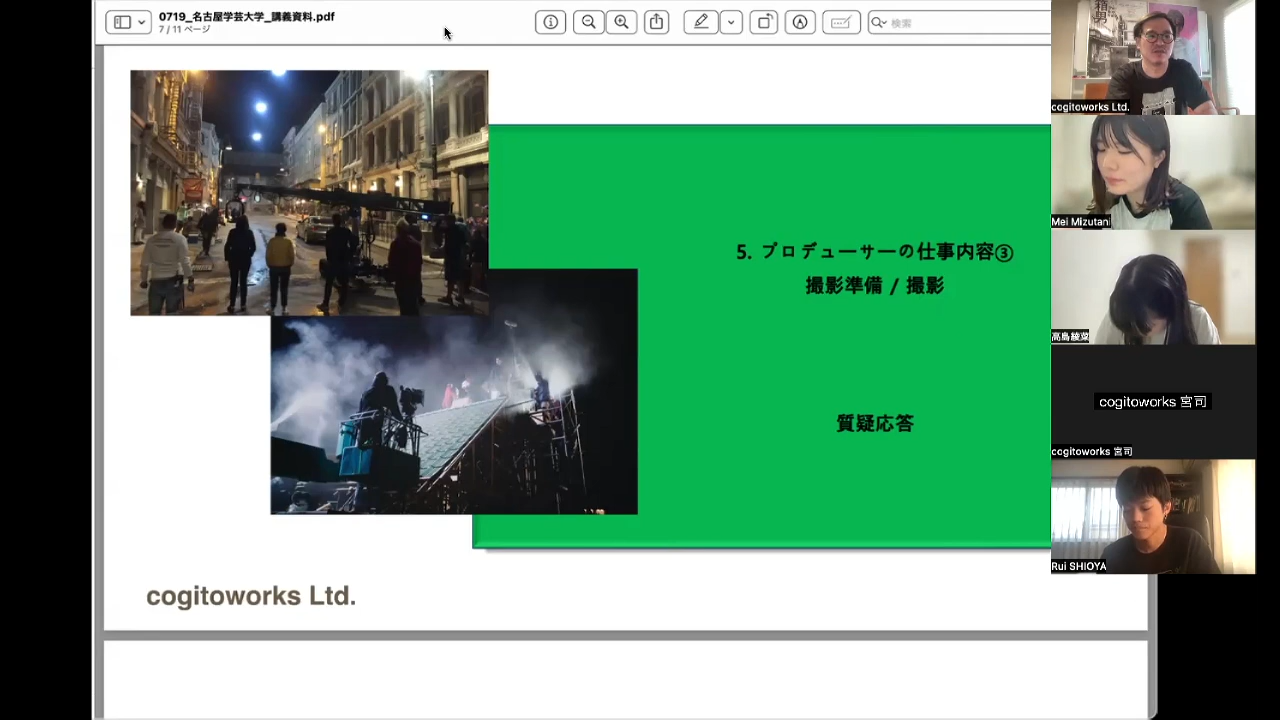 0719_名古屋学芸大学_講義資料.pdf
7 / 11 ページ
検索
5. プロデューサーの仕事内容③
撮影準備 / 撮影
質疑応答
cogitoworks Ltd.
箱男
cogitoworks Ltd.
Mei Mizutani
高島綾菜
cogitoworks 宮司
cogitoworks 宮司
Rui SHIOYA